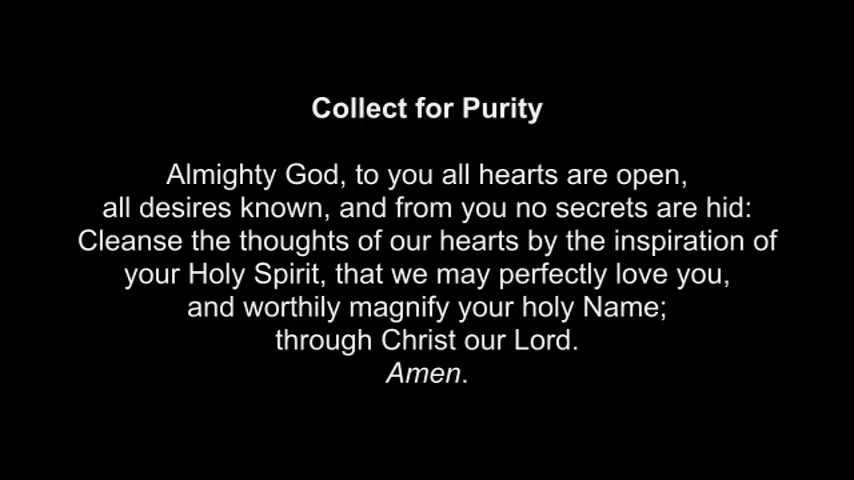 Collect for Purity
Almighty God, to you all hearts are open,
all desires known, and from you no secrets are hid:
Cleanse the thoughts of our hearts by the inspiration of
your Holy Spirit, that we may perfectly love you,
and worthily magnify your holy Name;
through Christ our Lord.
Amen.